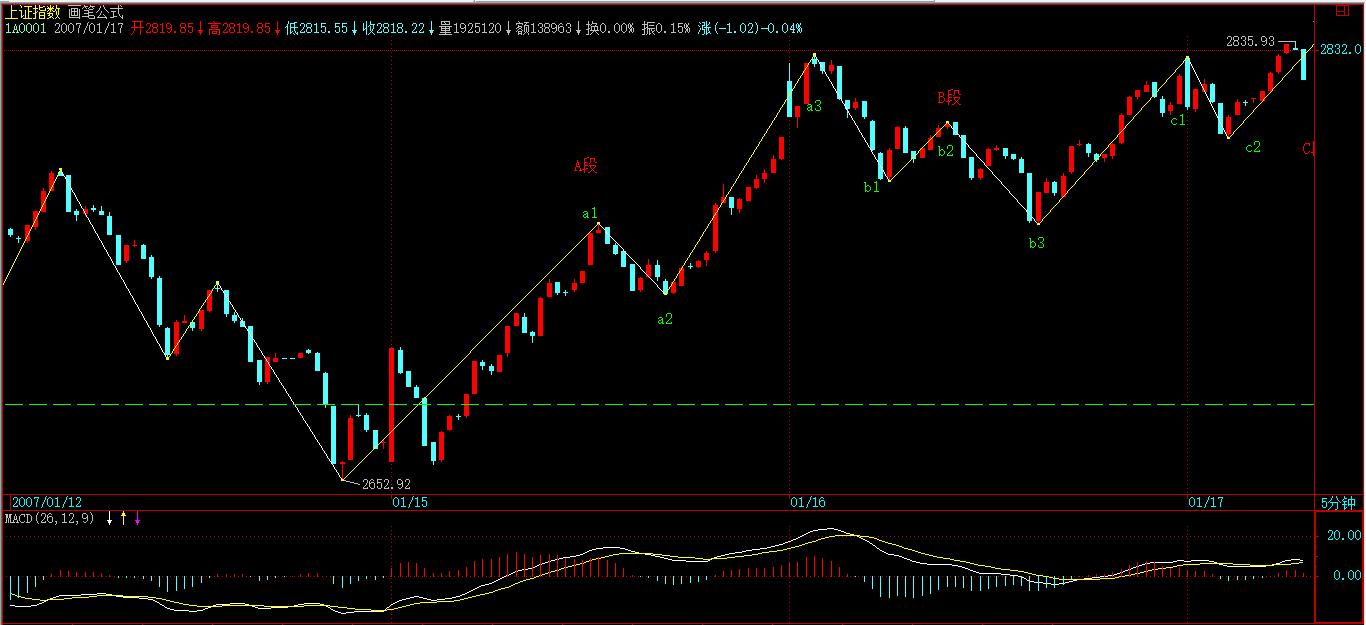 上证指数 画笔公式
1A0001 2007/01/17 开2819.85↓高2819.85↓低2815.55↓收2818.22↓量1925120↓额138963↓换0.00% 振0.15% 涨(-1.02)-0.04%
2835.93
2832.0
B段
a3
c1
b2
c2
A段
b1
a1
b3
a2
2652.92
2007/01/12 01/15 01/16 01/17 5分钟
MACD(26,12,9) ↓ ↑ ↓
20.00
0.00